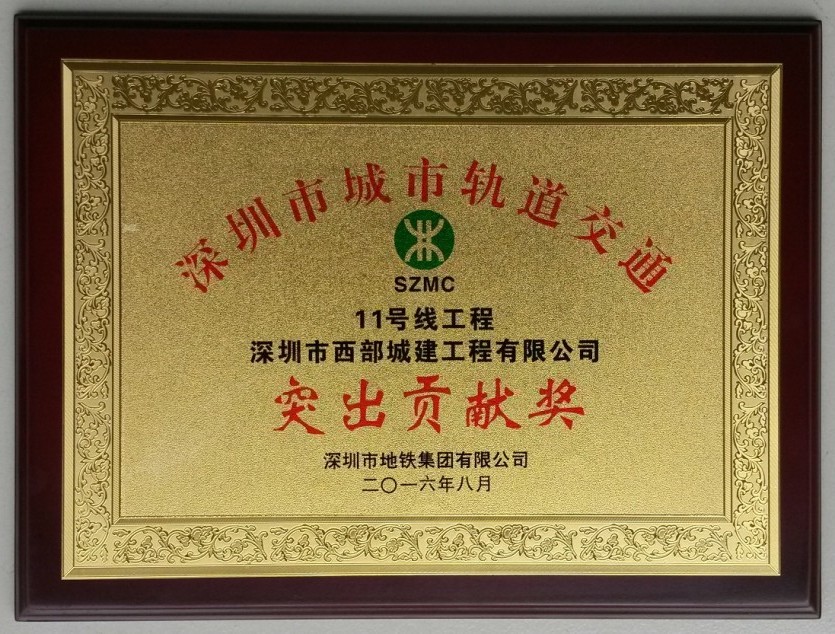 深圳市城市轨道交通
SZMC
11号线工程
深圳市西部城建工程有限公司
突出贡献奖
深圳市地铁集团有限公司
二〇一六年八月